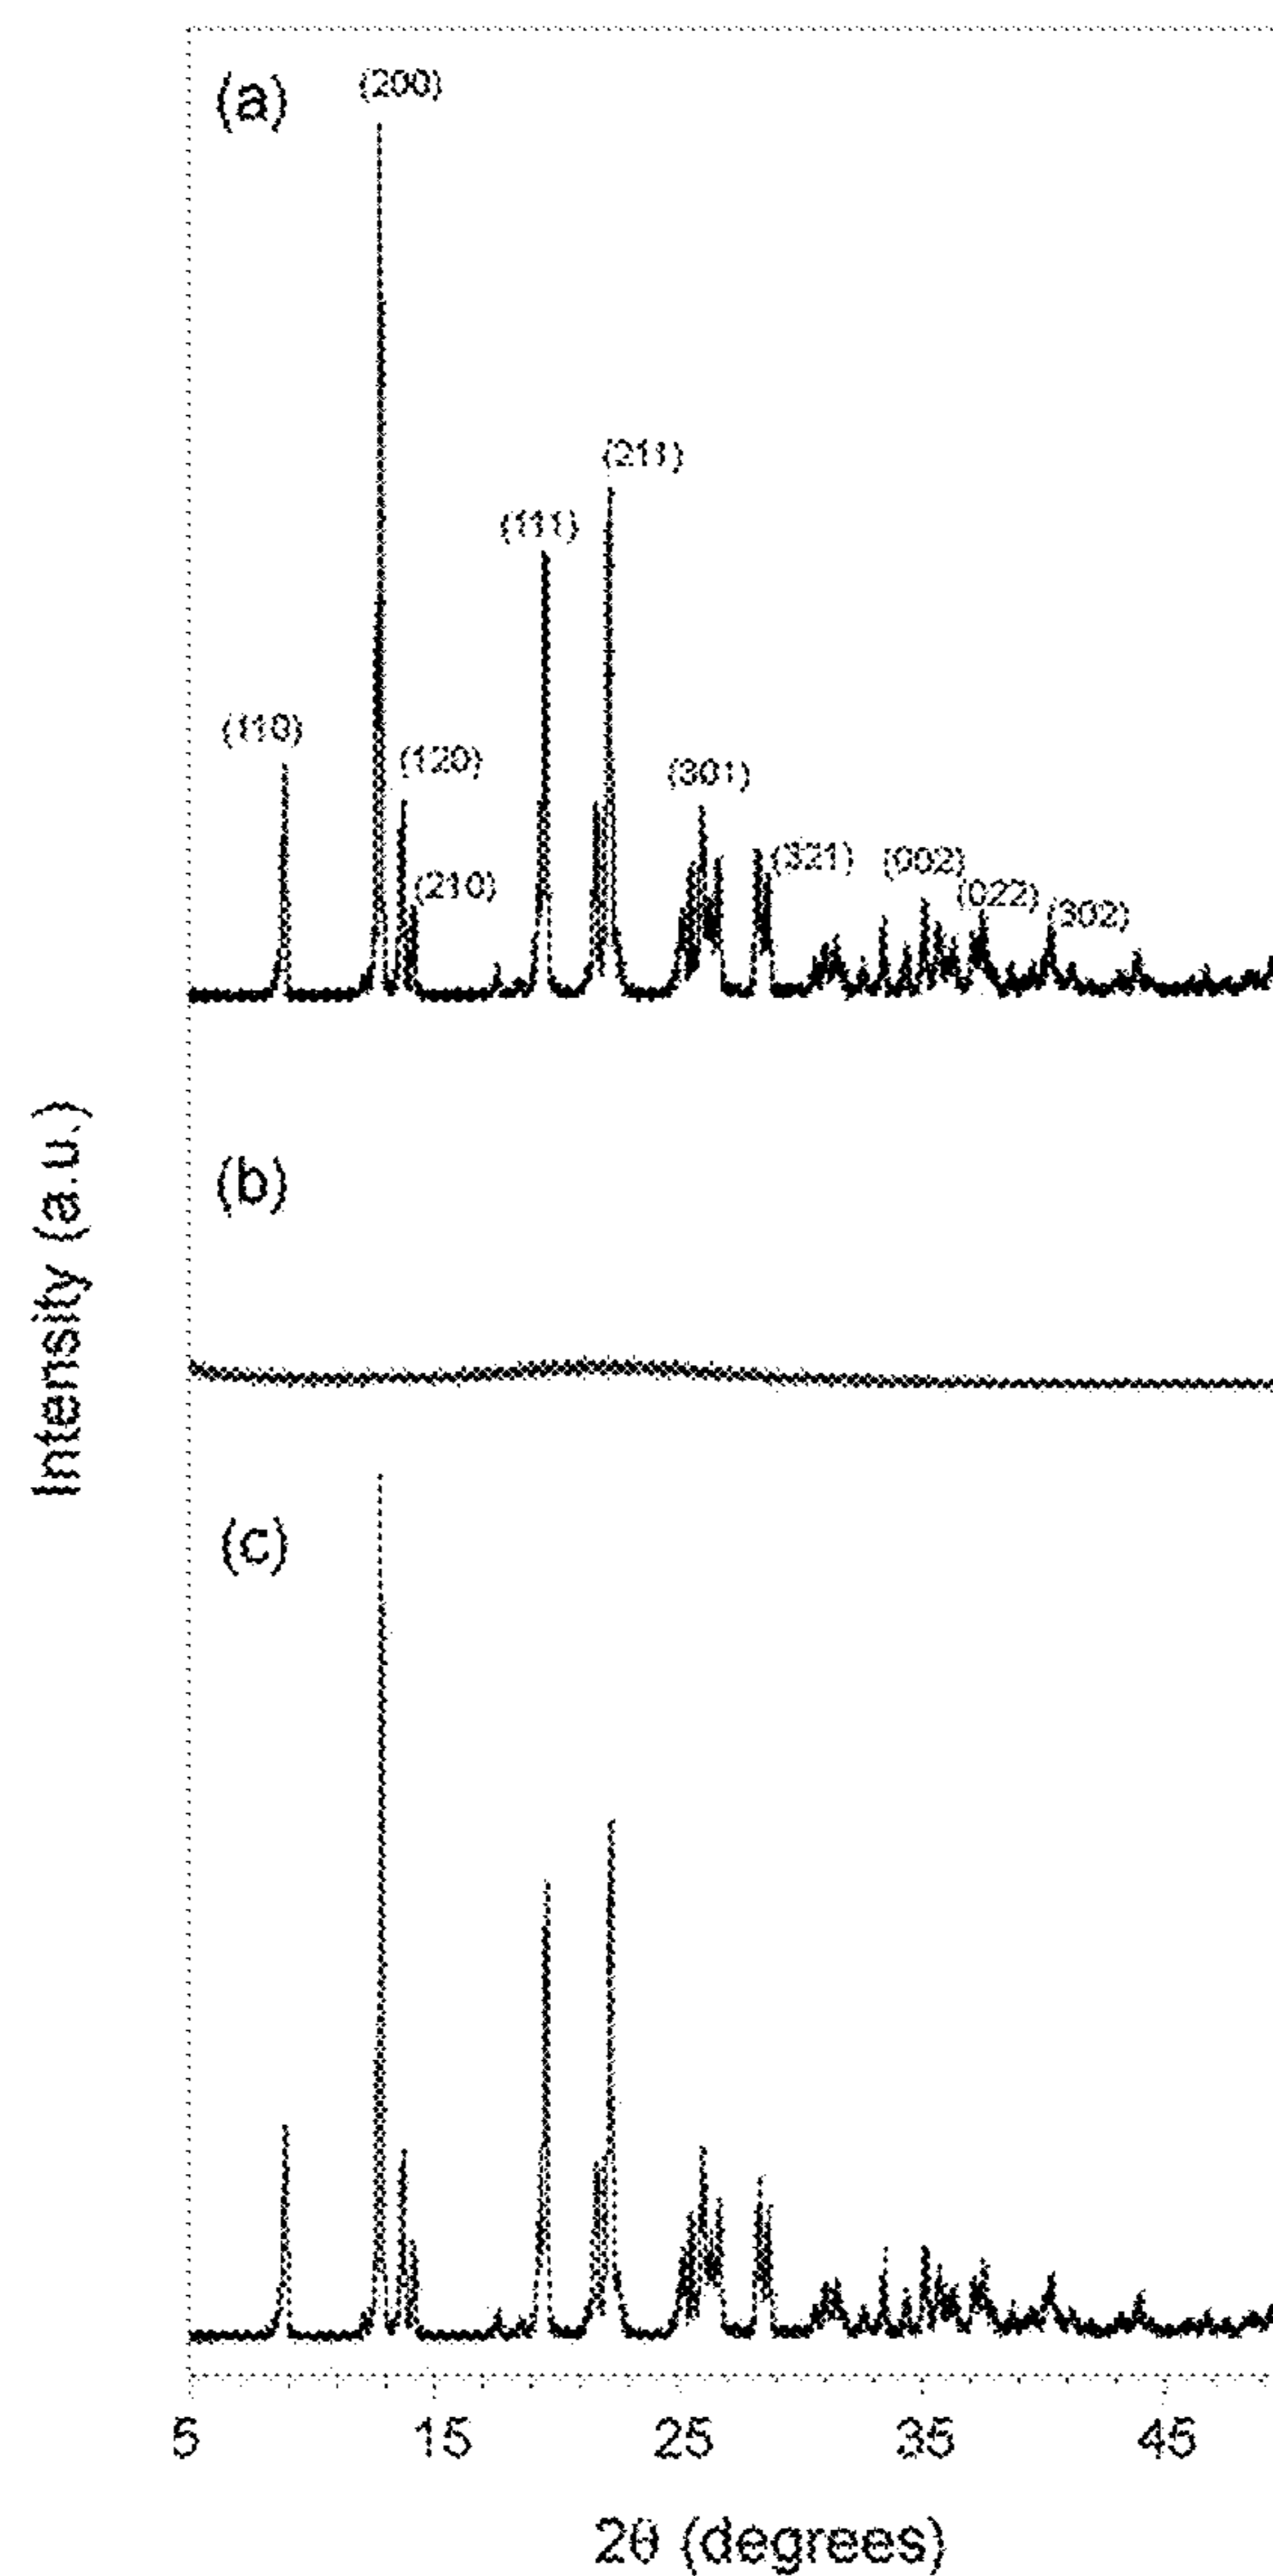 (a)
(200)
(211)
(111)
(110)
(120)
(301)
(210)
(321)
(002)
(022)
(302)
Intensity (a.u.)
(b)
(c)
5 15 25 35 45
2θ (degrees)